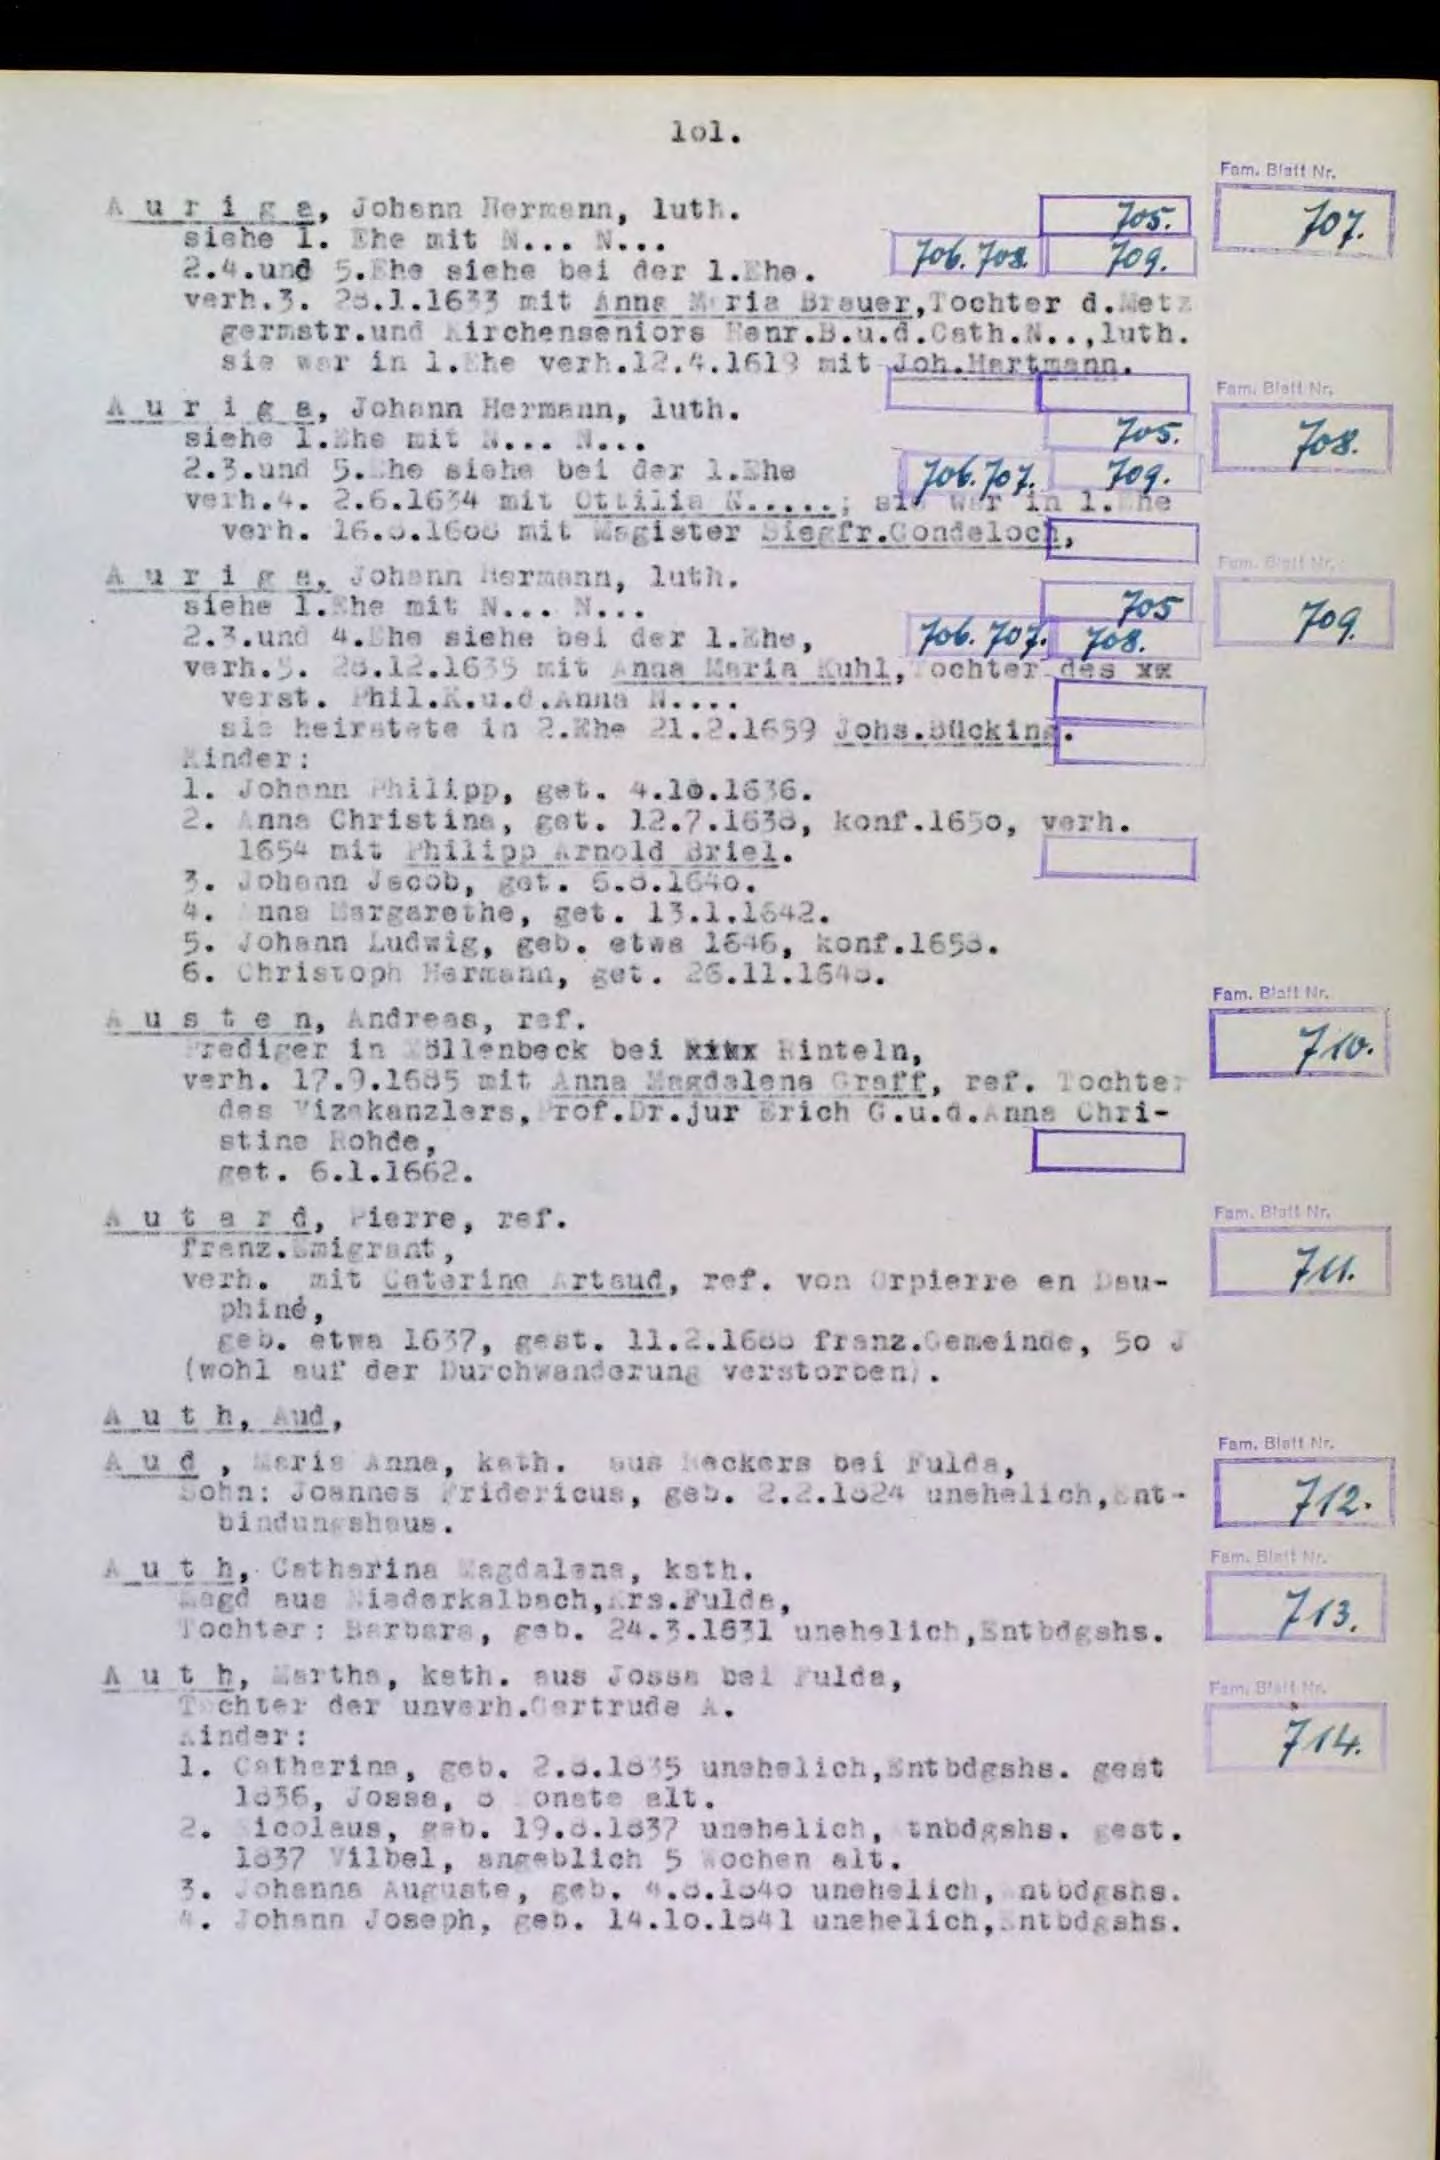 lol.
Fam. Blatt Nr.
A u r i g a, Johann Hermann, luth. 705. 707.
siehe 1. Ehe mit N... N...
2.4.und 5.Ehe siehe bei der 1.Ehe. 706. 708. 709.
verh.3. 28.1.1633 mit Anna Maria Brauer,Tochter d.Metz
germstr.und Kirchenseniors Henr.B.u.d.Cath.N..,luth.
sie war in 1.Ehe verh.12.4.1619 mit Joh.Hartmann.
Fam. Blatt Nr.
A u r i g a, Johann Hermann, luth.
siehe 1.Ehe mit N... N... 705. 708.
2.3.und 5.Ehe siehe bei der 1.Ehe 706.707. 709.
verh.4. 2.6.1634 mit Ottilia N.....; sie war in 1.Ehe
verh. 16.8.1608 mit Magister Siegfr.Gondeloch,
Fam. Blatt Nr.
A u r i g a, Johann Hermann, luth.
siehe 1.Ehe mit N... N... 705 709.
2.3.und 4.Ehe siehe bei der 1.Ehe, 706. 707. 708.
verh.5. 28.12.1635 mit Anna Maria Kuhl,Tochter des xx
verst. Phil.K.u.d.Anna N....
sie heiratete in 2.Ehe 21.2.1659 Johs.Bücking.
Kinder:
1. Johann Philipp, get. 4.10.1636.
2. Anna Christina, get. 12.7.1638, konf.165o, verh.
1654 mit Philipp Arnold Briel.
3. Johann Jacob, get. 6.8.164o.
4. Anna Margarethe, get. 13.1.1642.
5. Johann Ludwig, geb. etwa 1646, konf.1658.
6. Christoph Hermann, get. 26.11.1648.
Fam. Blatt Nr.
A u s t e n, Andreas, ref.
Prediger in Möllenbeck bei xxxx Rinteln, 710.
verh. 17.9.1685 mit Anna Magdalena Graff, ref. Tochter
des Vizekanzlers,Prof.Dr.jur Erich G.u.d.Anna Chri-
stine Rohde,
get. 6.1.1662.
Fam. Blatt Nr.
A u t a r d, Pierre, ref.
franz.Emigrant,
verh. mit Caterine Artaud, ref. von Orpierre en Dau- 711.
phiné,
geb. etwa 1637, gest. 11.2.1688 franz.Gemeinde, 5o J
(wohl auf der Durchwanderung verstorben).
A u t h, Aud,
Fam. Blatt Nr.
A u d , Maria Anna, kath. aus Heckers bei Fulda,
Sohn: Joannes Fridericus, geb. 2.2.1824 unehelich,Ent- 712.
bindungshaus.
Fam. Blatt Nr.
A u t h, Catharina Magdalena, kath.
Magd aus Niederkalbach,Krs.Fulda, 713.
Tochter: Barbara, geb. 24.3.1831 unehelich,Entbdgshs.
Fam. Blatt Nr.
A u t h, Martha, kath. aus Jossa bei Fulda,
Tochter der unverh.Gertrude A.
Kinder: 714.
1. Catharina, geb. 2.8.1835 unehelich,Entbdgshs. gest
1836, Jossa, 8 Monate alt.
2. Nicolaus, geb. 19.8.1837 unehelich, Etnbdgshs. gest.
1837 Vilbel, angeblich 5 Wochen alt.
3. Johanna Auguste, geb. 4.8.184o unehelich, Entbdgshs.
4. Johann Joseph, geb. 14.1o.1841 unehelich,Entbdgshs.